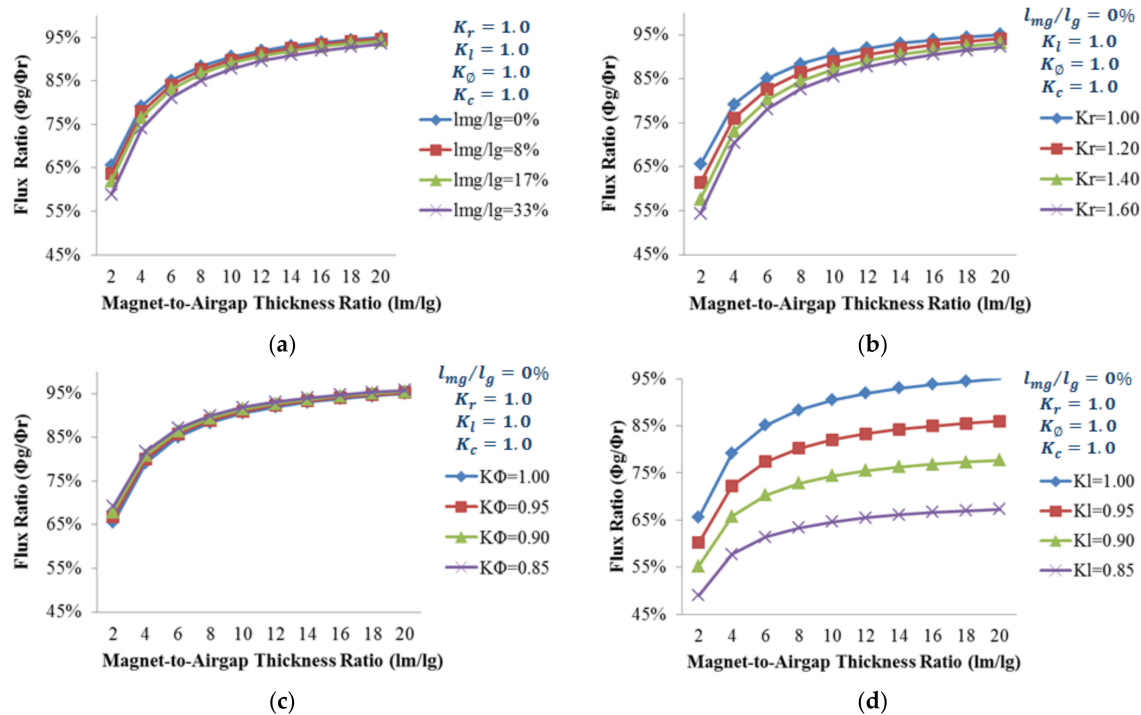 Flux Ratio (Φg/Φr)
95%
85%
75%
65%
55%
45%
2 4 6 8 10 12 14 16 18 20
Magnet-to-Airgap Thickness Ratio (lm/lg)
K_r = 1.0
K_l = 1.0
K_∅ = 1.0
K_c = 1.0
lmg/lg=0%
lmg/lg=8%
lmg/lg=17%
lmg/lg=33%
(a)
Flux Ratio (Φg/Φr)
95%
85%
75%
65%
55%
45%
2 4 6 8 10 12 14 16 18 20
Magnet-to-Airgap Thickness Ratio (lm/lg)
l_mg/l_g = 0%
K_l = 1.0
K_∅ = 1.0
K_c = 1.0
Kr=1.00
Kr=1.20
Kr=1.40
Kr=1.60
(b)
Flux Ratio (Φg/Φr)
95%
85%
75%
65%
55%
45%
2 4 6 8 10 12 14 16 18 20
Magnet-to-Airgap Thickness Ratio (lm/lg)
l_mg/l_g = 0%
K_r = 1.0
K_l = 1.0
K_c = 1.0
KΦ=1.00
KΦ=0.95
KΦ=0.90
KΦ=0.85
(c)
Flux Ratio (Φg/Φr)
95%
85%
75%
65%
55%
45%
2 4 6 8 10 12 14 16 18 20
Magnet-to-Airgap Thickness Ratio (lm/lg)
l_mg/l_g = 0%
K_r = 1.0
K_∅ = 1.0
K_c = 1.0
Kl=1.00
Kl=0.95
Kl=0.90
Kl=0.85
(d)